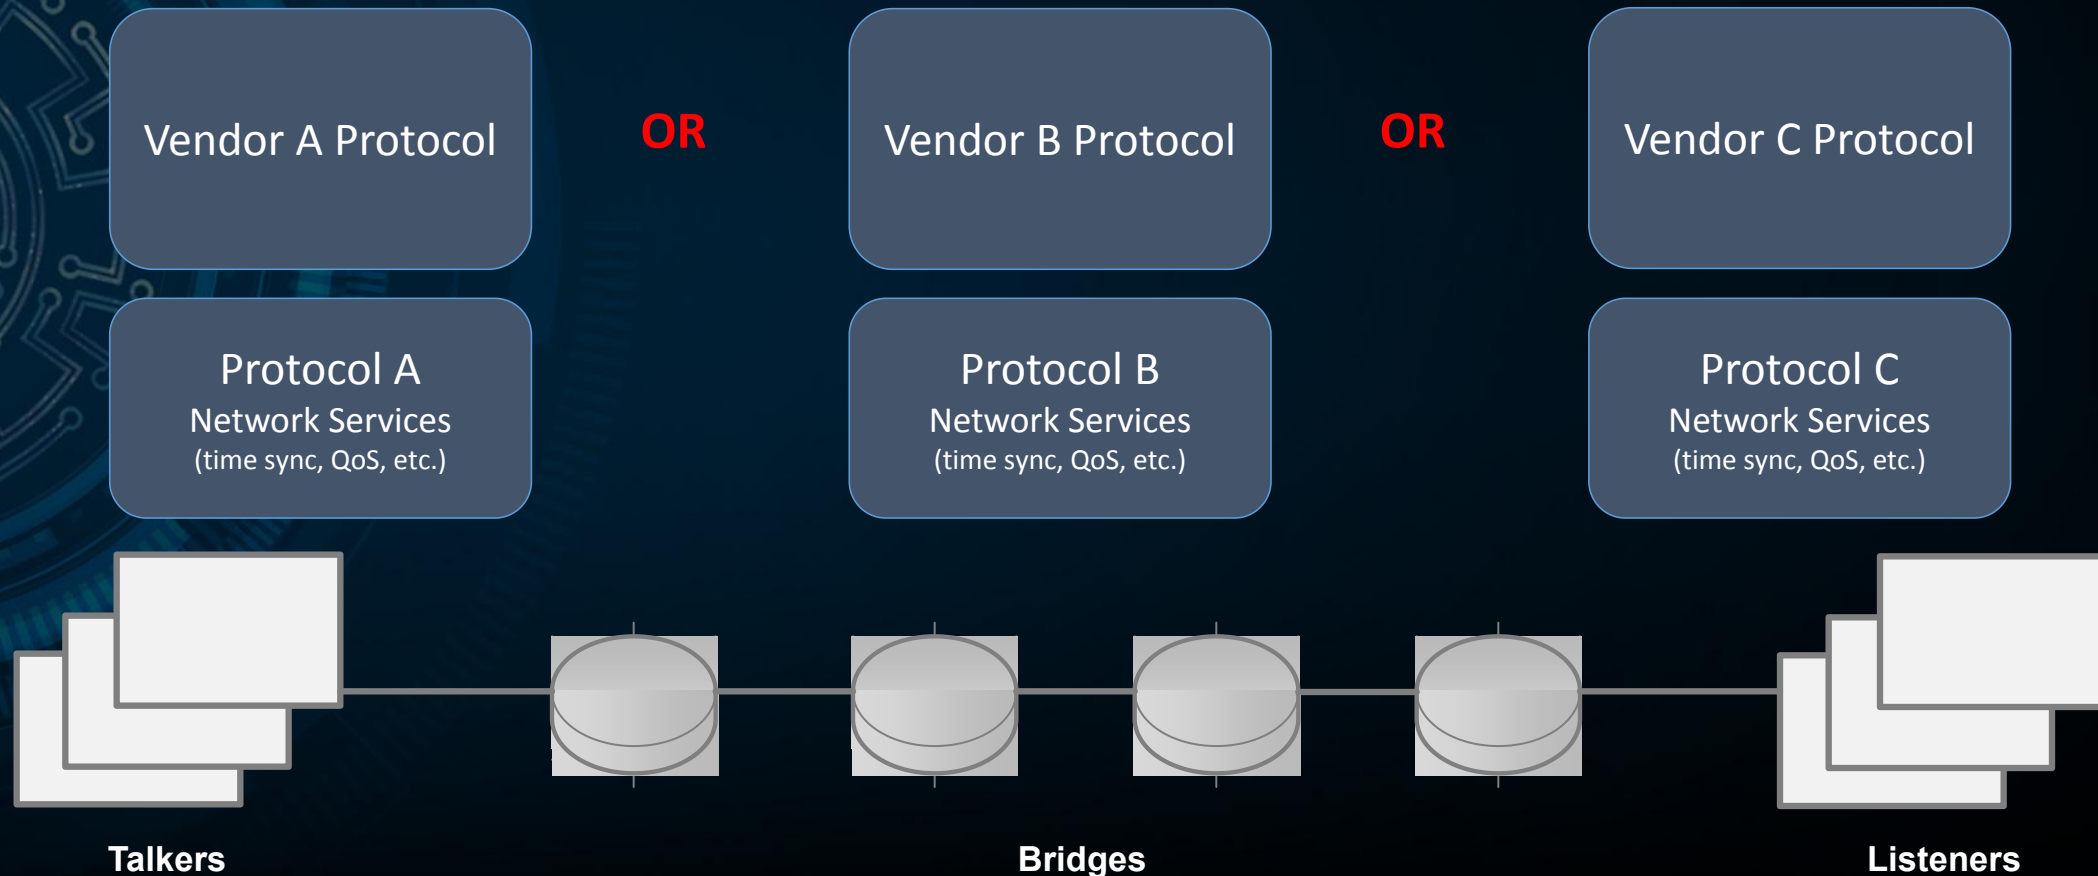 Vendor A Protocol
OR
Vendor B Protocol
OR
Vendor C Protocol
Protocol A
Network Services
(time sync, QoS, etc.)
Protocol B
Network Services
(time sync, QoS, etc.)
Protocol C
Network Services
(time sync, QoS, etc.)
Talkers
Bridges
Listeners